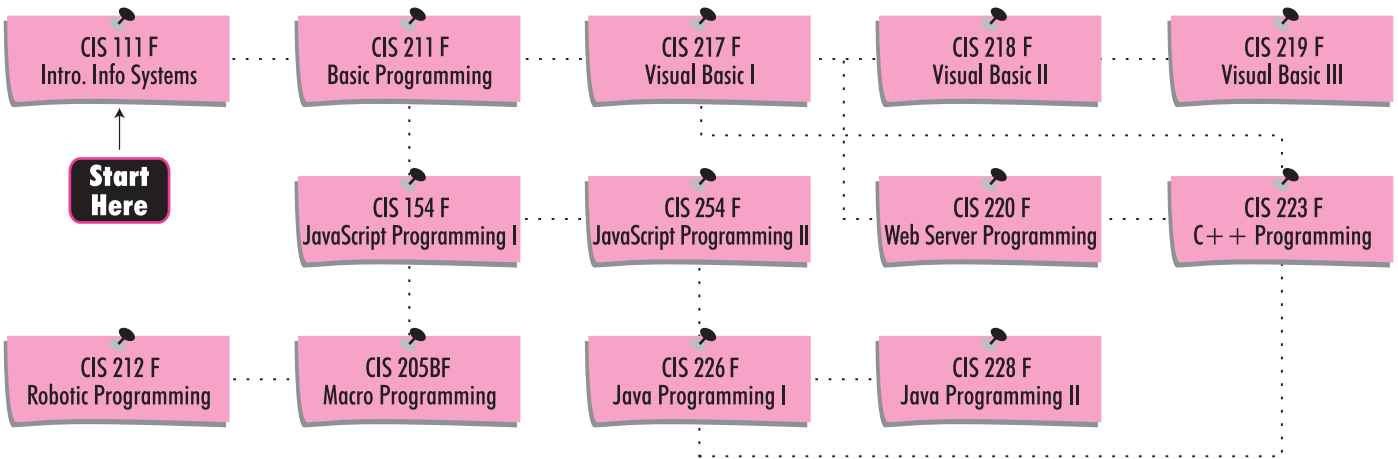 CIS 111 F
Intro. Info Systems
CIS 211 F
Basic Programming
CIS 217 F
Visual Basic I
CIS 218 F
Visual Basic II
CIS 219 F
Visual Basic III
Start
Here
CIS 154 F
JavaScript Programming I
CIS 254 F
JavaScript Programming II
CIS 220 F
Web Server Programming
CIS 223 F
C++ Programming
CIS 212 F
Robotic Programming
CIS 205BF
Macro Programming
CIS 226 F
Java Programming I
CIS 228 F
Java Programming II